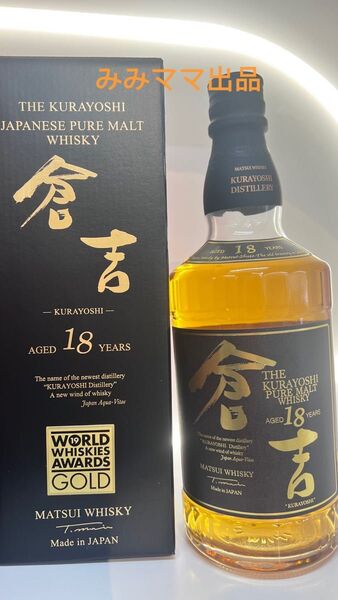 みみママ出品
THE KURAYOSHI
JAPANESE PURE MALT
WHISKY
倉吉
— KURAYOSHI —
AGED 18 YEARS
The name of the newest distillery
"KURAYOSHI Distillery"
A new wind of whisky
Japan Aqua-Vitae
WORLD
19
WHISKIES
AWARDS
GOLD
MATSUI WHISKY
Made in JAPAN
MATSUI WHISKY
KURAYOSHI
DISTILLERY
AGED 18 YEARS
倉吉
THE
KURAYOSHI
PURE MALT
WHISKY
AGED 18 YEARS
The name of the newest distillery
"KURAYOSHI Distillery"
A new wind of whisky
Japan Aqua-Vitae
MATSUI WHISKY
Made in JAPAN
"KURAYOSHI"